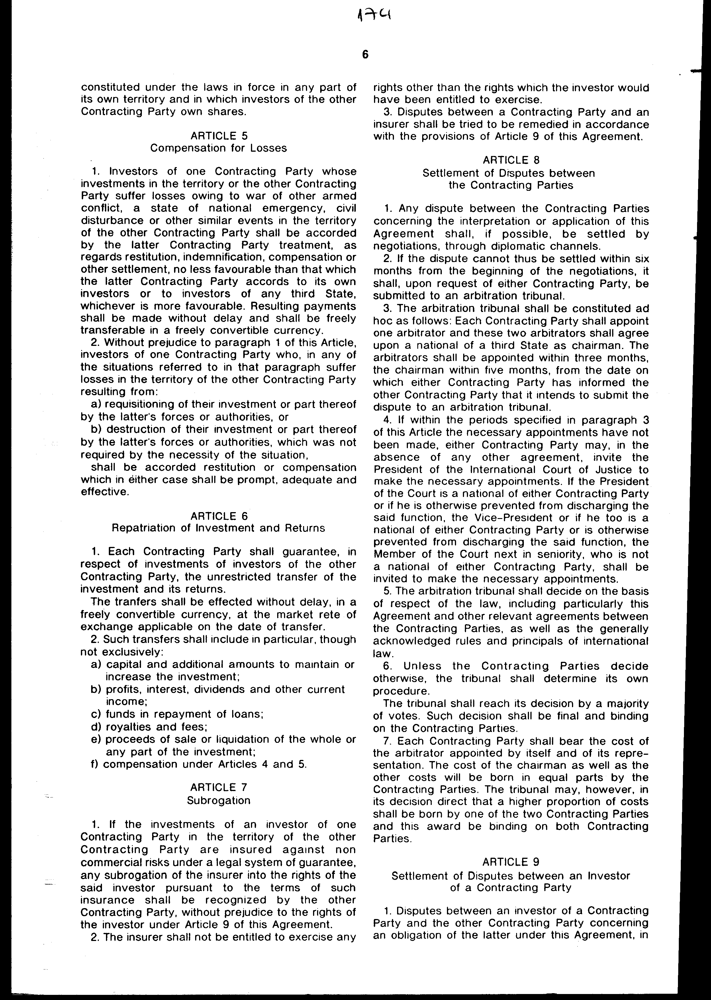 174
6
constituted under the laws in force in any part of
its own territory and in which investors of the other
Contracting Party own shares.
ARTICLE 5
Compensation for Losses
1. Investors of one Contracting Party whose
investments in the territory or the other Contracting
Party suffer losses owing to war of other armed
conflict, a state of national emergency, civil
disturbance or other similar events in the territory
of the other Contracting Party shall be accorded
by the latter Contracting Party treatment, as
regards restitution, indemnification, compensation or
other settlement, no less favourable than that which
the latter Contracting Party accords to its own
investors or to investors of any third State,
whichever is more favourable. Resulting payments
shall be made without delay and shall be freely
transferable in a freely convertible currency.
2. Without prejudice to paragraph 1 of this Article,
investors of one Contracting Party who, in any of
the situations referred to in that paragraph suffer
losses in the territory of the other Contracting Party
resulting from:
a) requisitioning of their investment or part thereof
by the latter's forces or authorities, or
b) destruction of their investment or part thereof
by the latter's forces or authorities, which was not
required by the necessity of the situation,
shall be accorded restitution or compensation
which in either case shall be prompt, adequate and
effective.
ARTICLE 6
Repatriation of Investment and Returns
1. Each Contracting Party shall guarantee, in
respect of investments of investors of the other
Contracting Party, the unrestricted transfer of the
investment and its returns.
The tranfers shall be effected without delay, in a
freely convertible currency, at the market rete of
exchange applicable on the date of transfer.
2. Such transfers shall include in particular, though
not exclusively:
a) capital and additional amounts to maintain or
increase the investment;
b) profits, interest, dividends and other current
income;
c) funds in repayment of loans;
d) royalties and fees;
e) proceeds of sale or liquidation of the whole or
any part of the investment;
f) compensation under Articles 4 and 5.
ARTICLE 7
Subrogation
1. If the investments of an investor of one
Contracting Party in the territory of the other
Contracting Party are insured against non
commercial risks under a legal system of guarantee,
any subrogation of the insurer into the rights of the
said investor pursuant to the terms of such
insurance shall be recognized by the other
Contracting Party, without prejudice to the rights of
the investor under Article 9 of this Agreement.
2. The insurer shall not be entitled to exercise any
rights other than the rights which the investor would
have been entitled to exercise.
3. Disputes between a Contracting Party and an
insurer shall be tried to be remedied in accordance
with the provisions of Article 9 of this Agreement.
ARTICLE 8
Settlement of Disputes between
the Contracting Parties
1. Any dispute between the Contracting Parties
concerning the interpretation or application of this
Agreement shall, if possible, be settled by
negotiations, through diplomatic channels.
2. If the dispute cannot thus be settled within six
months from the beginning of the negotiations, it
shall, upon request of either Contracting Party, be
submitted to an arbitration tribunal.
3. The arbitration tribunal shall be constituted ad
hoc as follows: Each Contracting Party shall appoint
one arbitrator and these two arbitrators shall agree
upon a national of a third State as chairman. The
arbitrators shall be appointed within three months,
the chairman within five months, from the date on
which either Contracting Party has informed the
other Contracting Party that it intends to submit the
dispute to an arbitration tribunal.
4. If within the periods specified in paragraph 3
of this Article the necessary appointments have not
been made, either Contracting Party may, in the
absence of any other agreement, invite the
President of the International Court of Justice to
make the necessary appointments. If the President
of the Court is a national of either Contracting Party
or if he is otherwise prevented from discharging the
said function, the Vice-President or if he too is a
national of either Contracting Party or is otherwise
prevented from discharging the said function, the
Member of the Court next in seniority, who is not
a national of either Contracting Party, shall be
invited to make the necessary appointments.
5. The arbitration tribunal shall decide on the basis
of respect of the law, including particularly this
Agreement and other relevant agreements between
the Contracting Parties, as well as the generally
acknowledged rules and principals of international
law.
6. Unless the Contracting Parties decide
otherwise, the tribunal shall determine its own
procedure.
The tribunal shall reach its decision by a majority
of votes. Such decision shall be final and binding
on the Contracting Parties.
7. Each Contracting Party shall bear the cost of
the arbitrator appointed by itself and of its repre-
sentation. The cost of the chairman as well as the
other costs will be born in equal parts by the
Contracting Parties. The tribunal may, however, in
its decision direct that a higher proportion of costs
shall be born by one of the two Contracting Parties
and this award be binding on both Contracting
Parties.
ARTICLE 9
Settlement of Disputes between an Investor
of a Contracting Party
1. Disputes between an investor of a Contracting
Party and the other Contracting Party concerning
an obligation of the latter under this Agreement, in